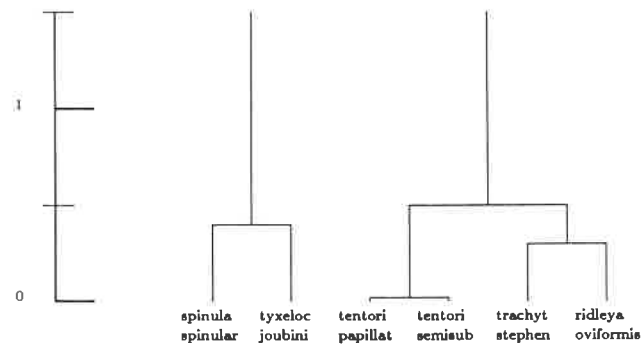 1
0
spinula tyxeloc tentori tentori trachyt ridleya
spinular joubini papillat semisub stephen oviformis